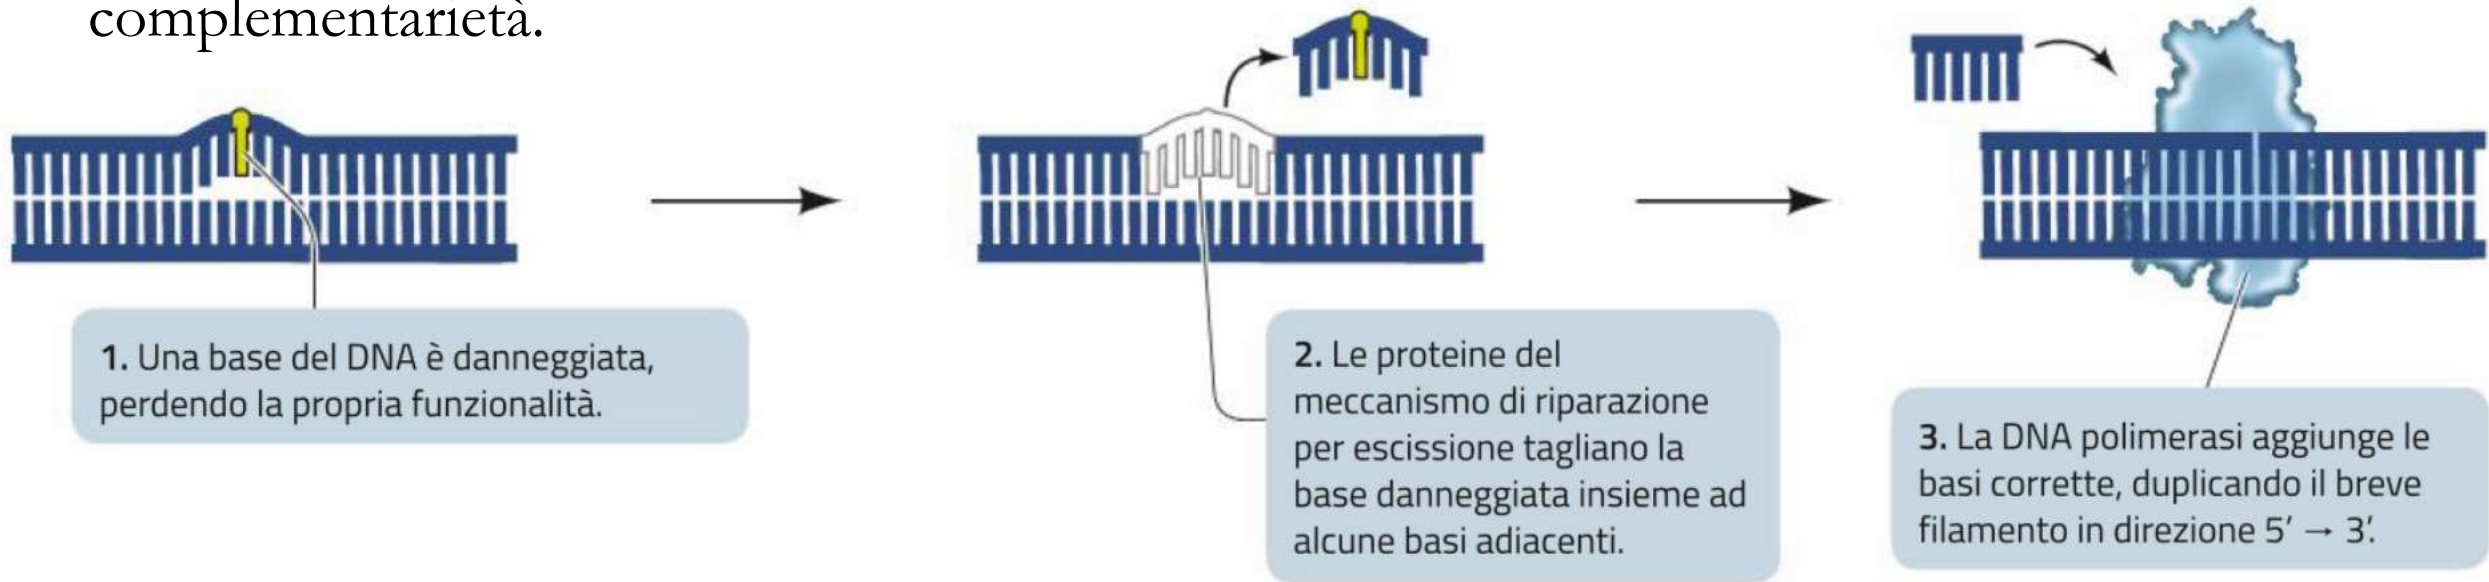 complementarietà.
1. Una base del DNA è danneggiata,
perdendo la propria funzionalità.
2. Le proteine del
meccanismo di riparazione
per escissione tagliano la
base danneggiata insieme ad
alcune basi adiacenti.
3. La DNA polimerasi aggiunge le
basi corrette, duplicando il breve
filamento in direzione 5′ → 3′.